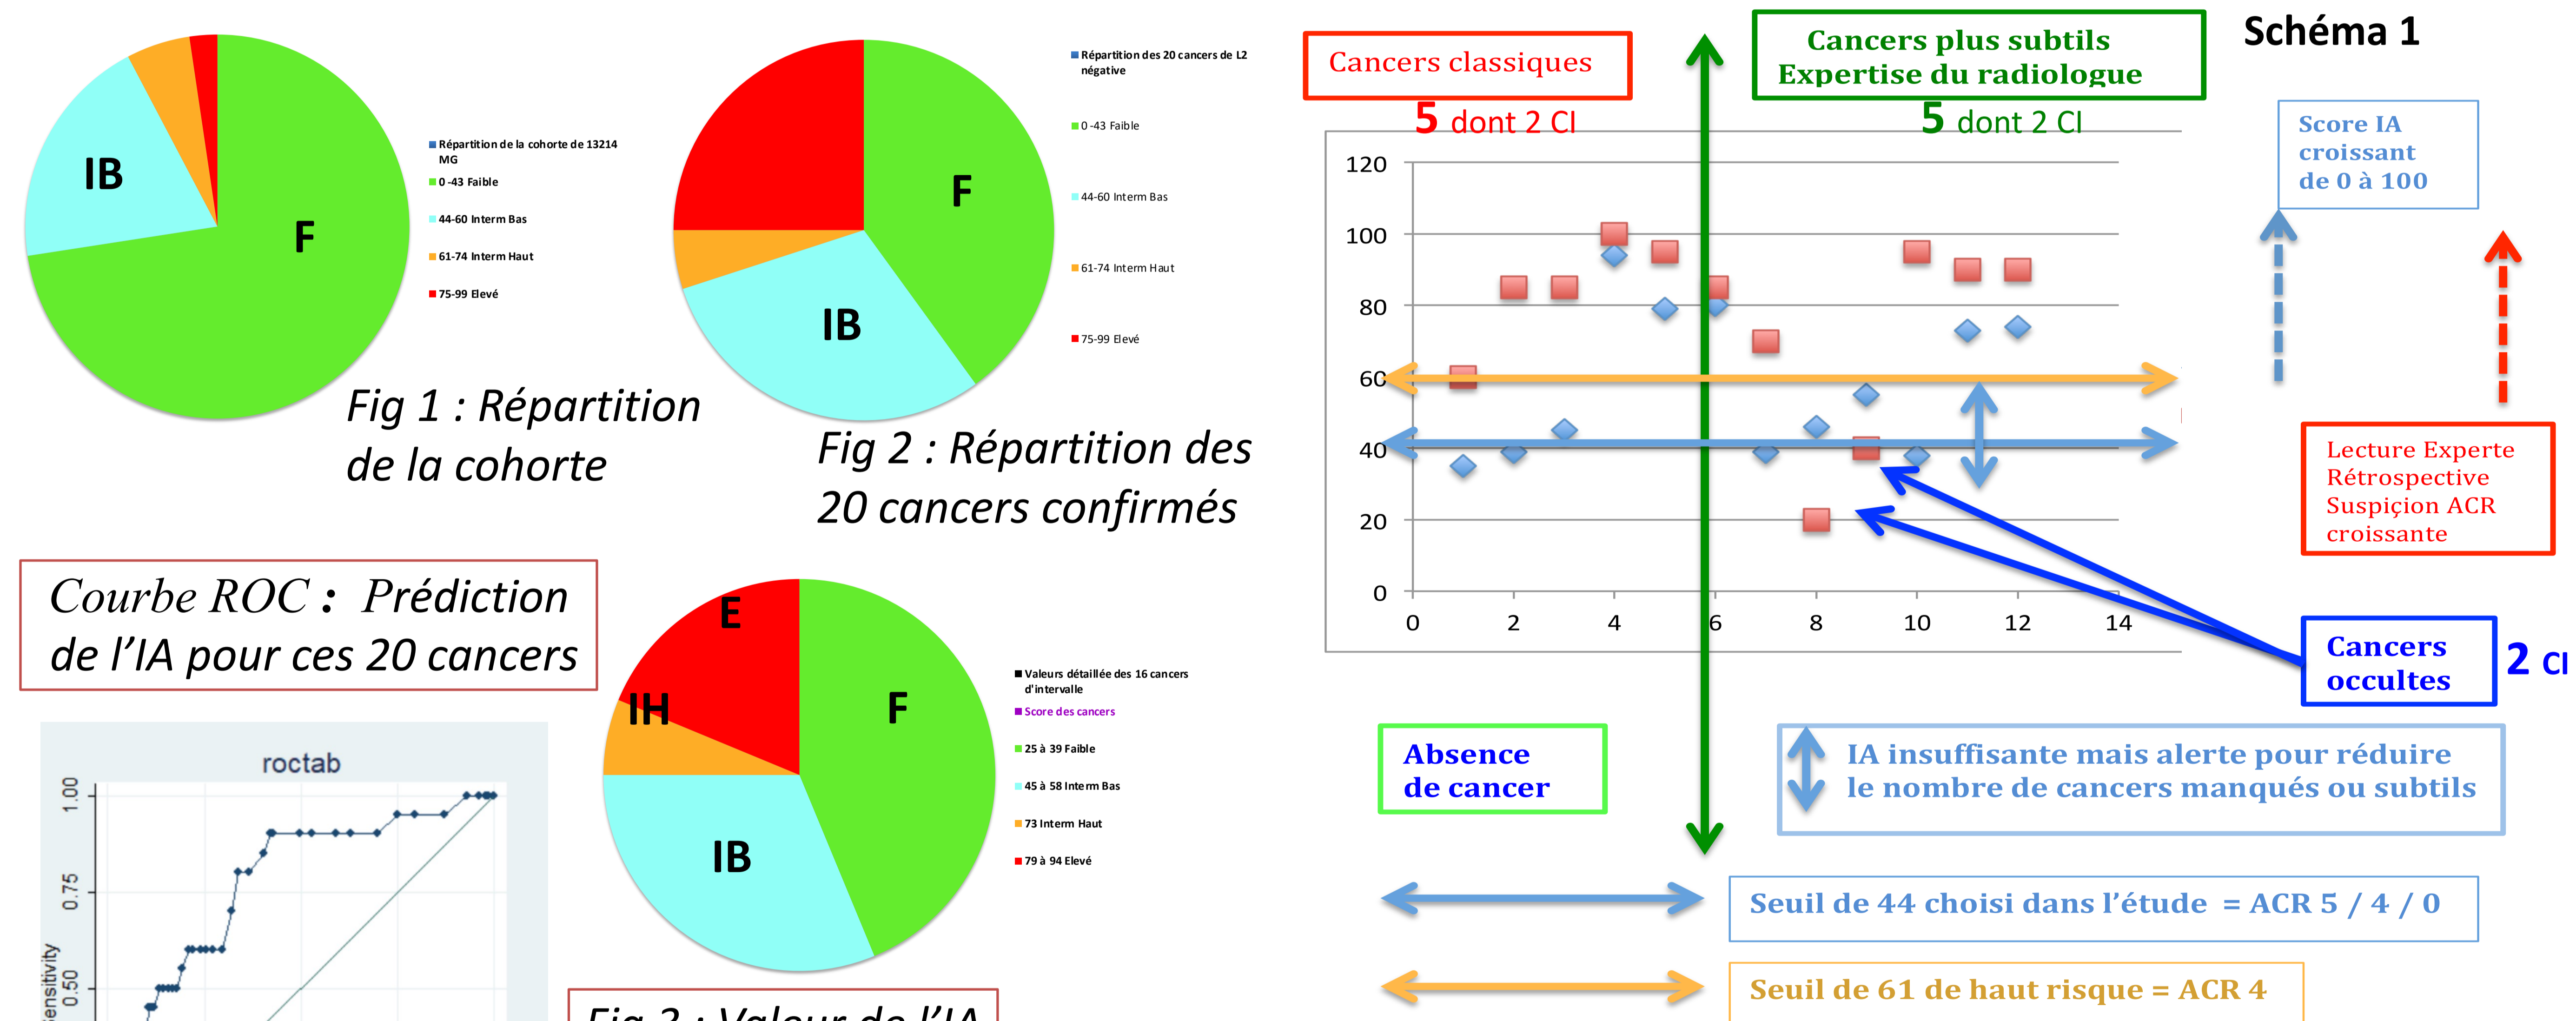 IB
F
Répartition de la cohorte de 13214
MG
0 -43 Faible
44-60 Interm Bas
61-74 Interm Haut
75-99 Elevé
Fig 1 : Répartition
de la cohorte
F
IB
Répartition des 20 cancers de L2
négative
0 -43 Faible
44-60 Interm Bas
61-74 Interm Haut
75-99 Elevé
Fig 2 : Répartition des
20 cancers confirmés
Courbe ROC : Prédiction
de l'IA pour ces 20 cancers
roctab
1.00
0.75
0.50
E
IH
F
IB
Valeurs détaillée des 16 cancers
d'intervalle
Score des cancers
25 à 39 Faible
45 à 58 Interm Bas
73 Interm Haut
79 à 94 Elevé
Schéma 1
Cancers classiques
5 dont 2 CI
Cancers plus subtils
Expertise du radiologue
5 dont 2 CI
Score IA
croissant
de 0 à 100
120
100
80
60
40
20
0
0 2 4 6 8 10 12 14
Lecture Experte
Rétrospective
Suspiçion ACR
croissante
Cancers
occultes
2 CI
Absence
de cancer
IA insuffisante mais alerte pour réduire
le nombre de cancers manqués ou subtils
Seuil de 44 choisi dans l'étude = ACR 5 / 4 / 0
Seuil de 61 de haut risque = ACR 4